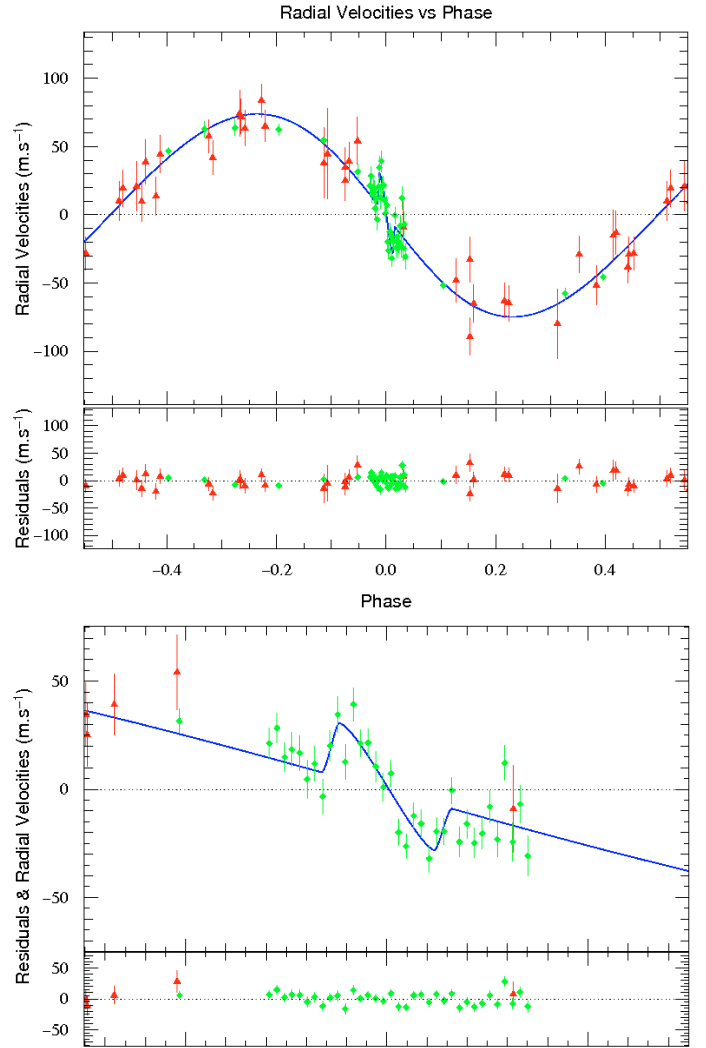 Radial Velocities vs Phase
Radial Velocities (m.s⁻¹)
100
50
0
−50
−100
Residuals (m.s⁻¹)
100
50
0
−50
−100
−0.4 −0.2 0.0 0.2 0.4
Phase
Residuals & Radial Velocities (m.s⁻¹)
50
0
−50
50
0
−50